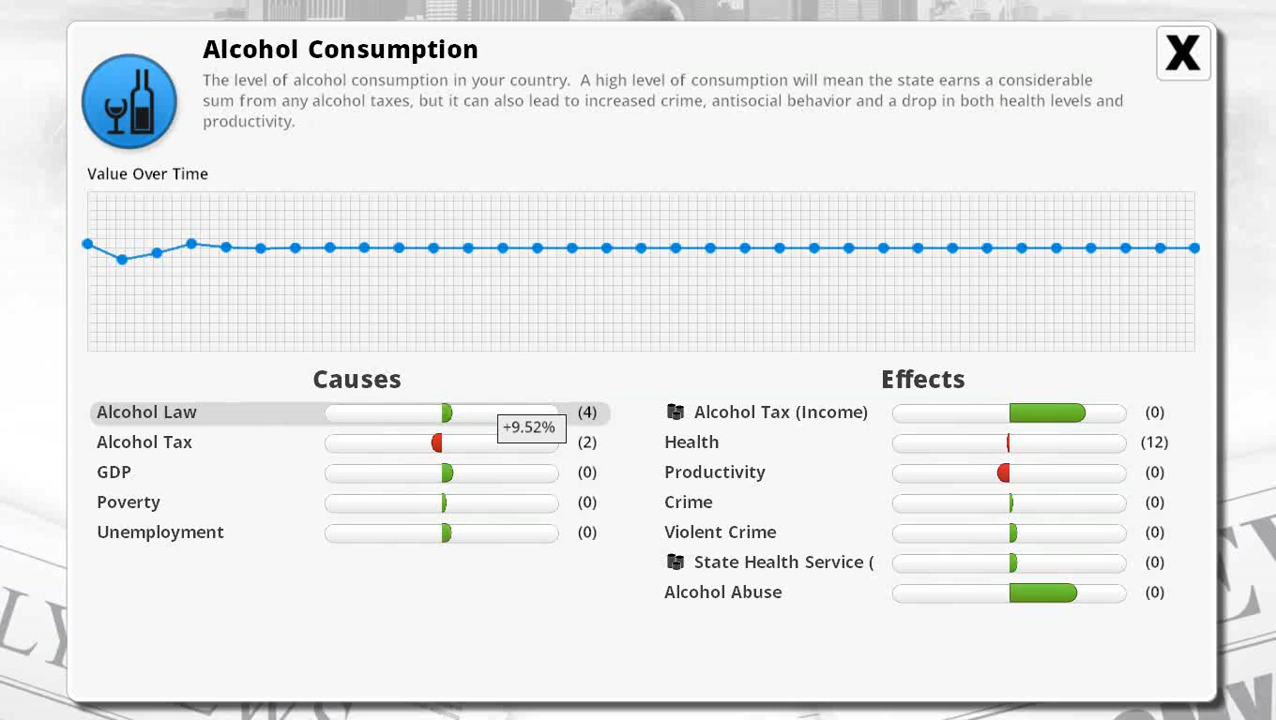 Alcohol Consumption
X
The level of alcohol consumption in your country. A high level of consumption will mean the state earns a considerable
sum from any alcohol taxes, but it can also lead to increased crime, antisocial behavior and a drop in both health levels and
productivity.
Value Over Time
Causes
Alcohol Law (4)
+9.52%
Alcohol Tax (2)
GDP (0)
Poverty (0)
Unemployment (0)
Effects
Alcohol Tax (Income) (0)
Health (12)
Productivity (0)
Crime (0)
Violent Crime (0)
State Health Service ( (0)
Alcohol Abuse (0)